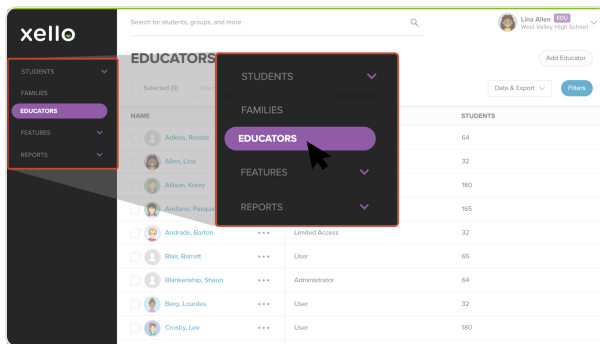 xello
Search for students, groups, and more
Lina Allen EDU
West Valley High School
STUDENTS
FAMILIES
EDUCATORS
FEATURES
REPORTS
EDUCATORS
Add Educator
Selected (0)
Data & Export
Filters
NAME
STUDENTS
Adkins, Ronald
64
Allen, Lina
32
Allison, Korey
180
Arellano, Pasqual
165
Andrade, Barton ••• Limited Access 32
Blair, Barrett ••• User 65
Blankenship, Shaun ••• Administrator 64
Berg, Lourdes ••• User 32
Crosby, Lee ••• User 180
STUDENTS
FAMILIES
EDUCATORS
FEATURES
REPORTS